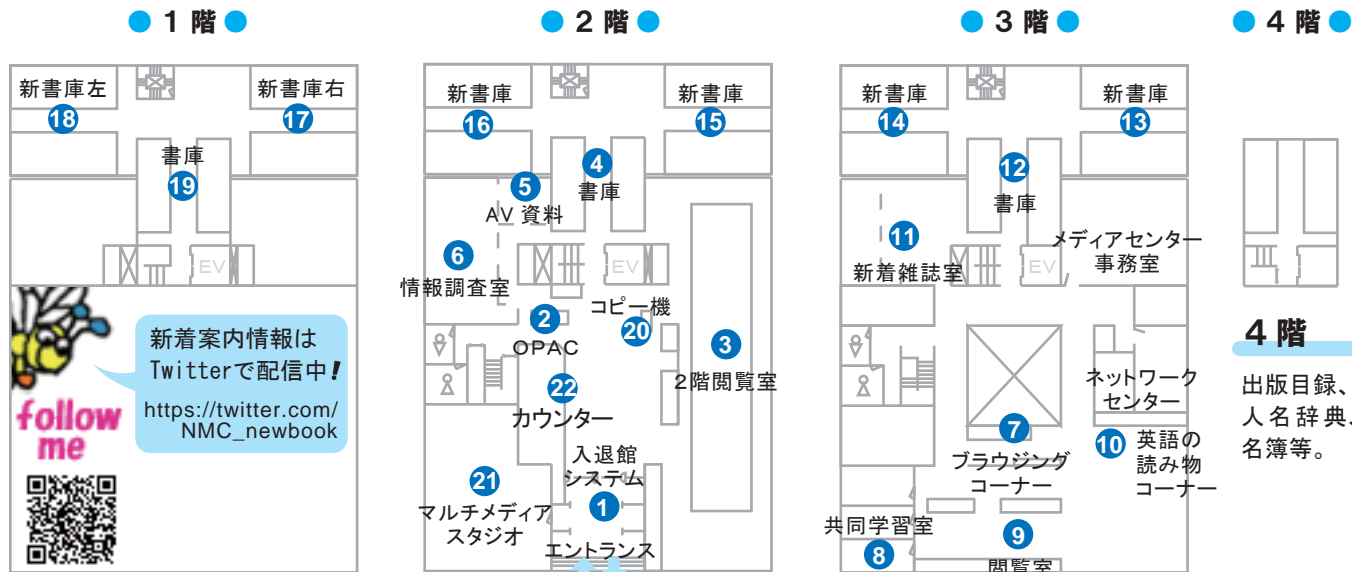 ● 1 階 ●
新書庫左
18
新書庫右
17
書庫
19
EV
新着案内情報は
Twitterで配信中!
https://twitter.com/
NMC_newbook
follow
me
● 2 階 ●
新書庫
16
新書庫
15
4
書庫
5
AV 資料
6
情報調査室
EV
コピー機
20
2
OPAC
3
2階閲覧室
22
カウンター
入退館
システム
1
21
マルチメディア
スタジオ
エントランス
● 3 階 ●
新書庫
14
新書庫
13
12
書庫
11
新着雑誌室
メディアセンター
事務室
EV
ネットワーク
センター
7
ブラウジング
コーナー
10
英語の
読み物
コーナー
共同学習室
8
9
閲覧室
● 4 階 ●
4 階
出版目録、
人名辞典、
名簿等。